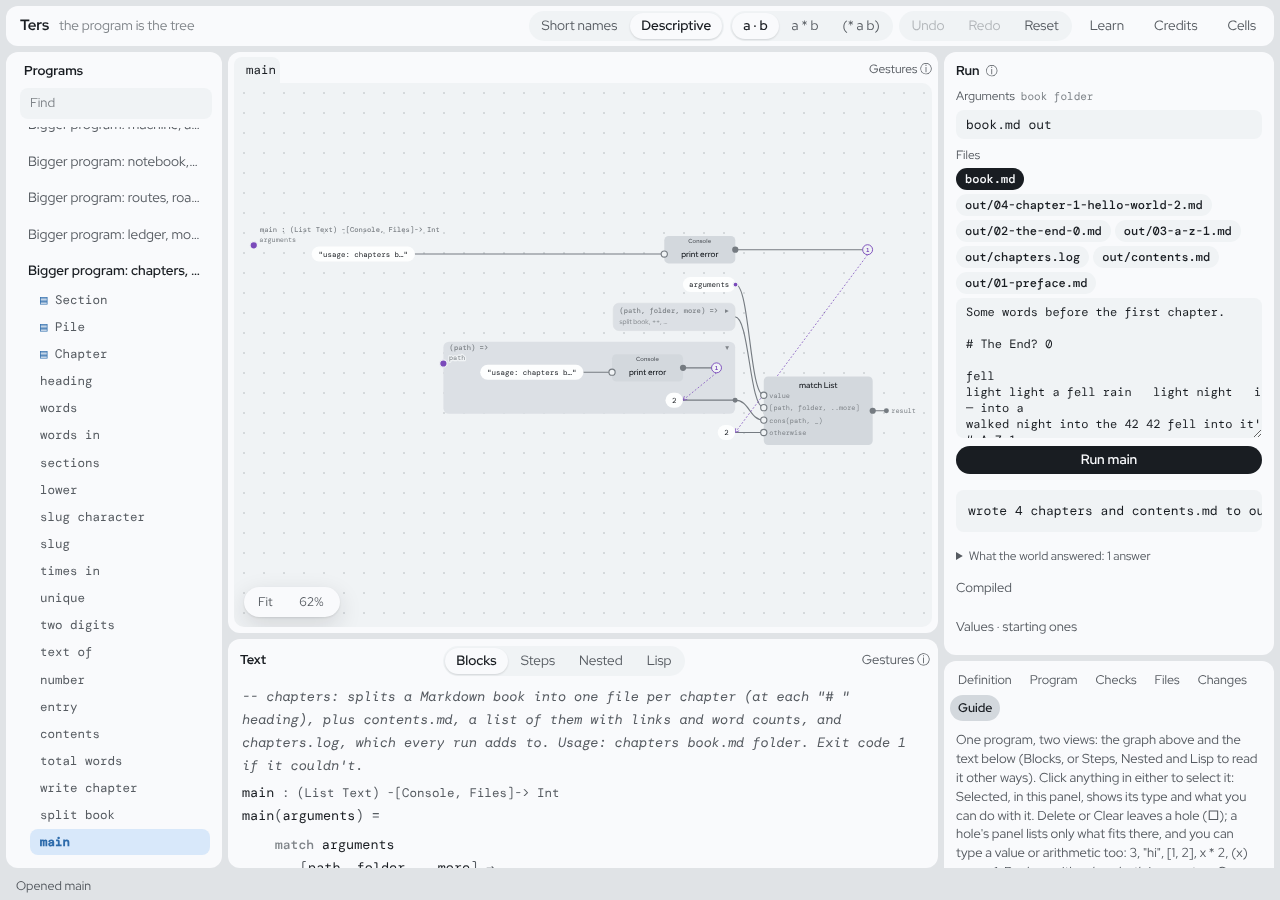 Ters the program is the tree
Short names Descriptive a · b a * b (* a b) Undo Redo Reset Learn Credits Cells
Programs
Find
Bigger program: machine, a...
Bigger program: notebook,...
Bigger program: routes, roa...
Bigger program: ledger, mo...
Bigger program: chapters, ...
Section
Pile
Chapter
heading
words
words in
sections
lower
slug character
slug
times in
unique
two digits
text of
number
entry
contents
total words
write chapter
split book
main
main
Gestures ⓘ
main : (List Text) -[Console, Files]-> Int
arguments
"usage: chapters b…"
Console
print error
1
arguments
(path, folder, more) => ▸
split book, ++, …
(path) => ▾
path
"usage: chapters b…"
Console
print error
1
2
2
match List
value
[path, folder, ..more]
cons(path, _)
otherwise
result
Fit 62%
Text
Blocks Steps Nested Lisp
Gestures ⓘ
-- chapters: splits a Markdown book into one file per chapter (at each "# "
heading), plus contents.md, a list of them with links and word counts, and
chapters.log, which every run adds to. Usage: chapters book.md folder. Exit code 1
if it couldn't.
main : (List Text) -[Console, Files]-> Int
main(arguments) =
match arguments
Run ⓘ
Arguments book folder
book.md out
Files
book.md
out/04-chapter-1-hello-world-2.md
out/02-the-end-0.md out/03-a-z-1.md
out/chapters.log out/contents.md
out/01-preface.md
Some words before the first chapter.
# The End? 0
fell
light light a fell rain   light night   i
— into a
walked night into the 42 42 fell into it'
Run main
wrote 4 chapters and contents.md to ou
▶ What the world answered: 1 answer
Compiled
Values · starting ones
Definition Program Checks Files Changes
Guide
One program, two views: the graph above and the
text below (Blocks, or Steps, Nested and Lisp to read
it other ways). Click anything in either to select it:
Selected, in this panel, shows its type and what you
can do with it. Delete or Clear leaves a hole (☐); a
hole's panel lists only what fits there, and you can
type a value or arithmetic too: 3, "hi", [1, 2], x * 2, (x)
Opened main